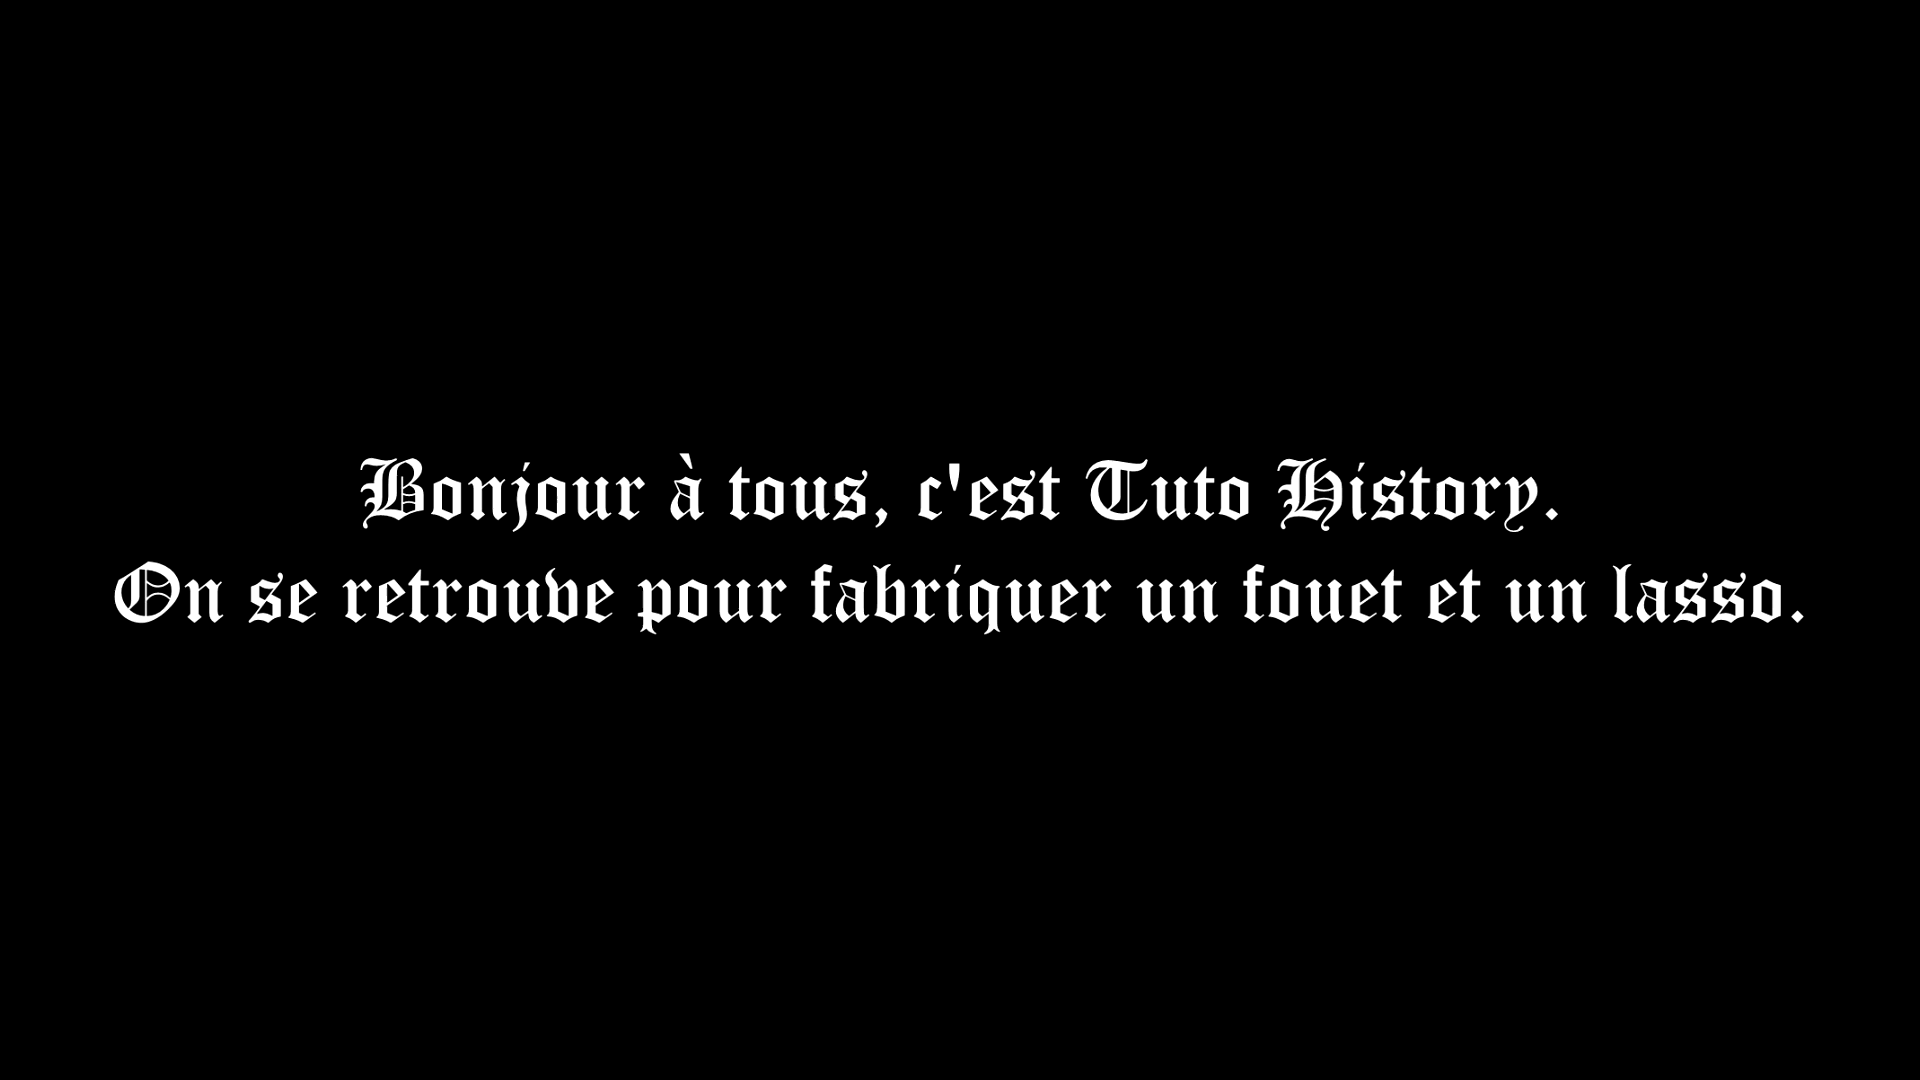 Bonjour à tous, c'est Tuto History.
On se retrouve pour fabriquer un fouet et un lasso.